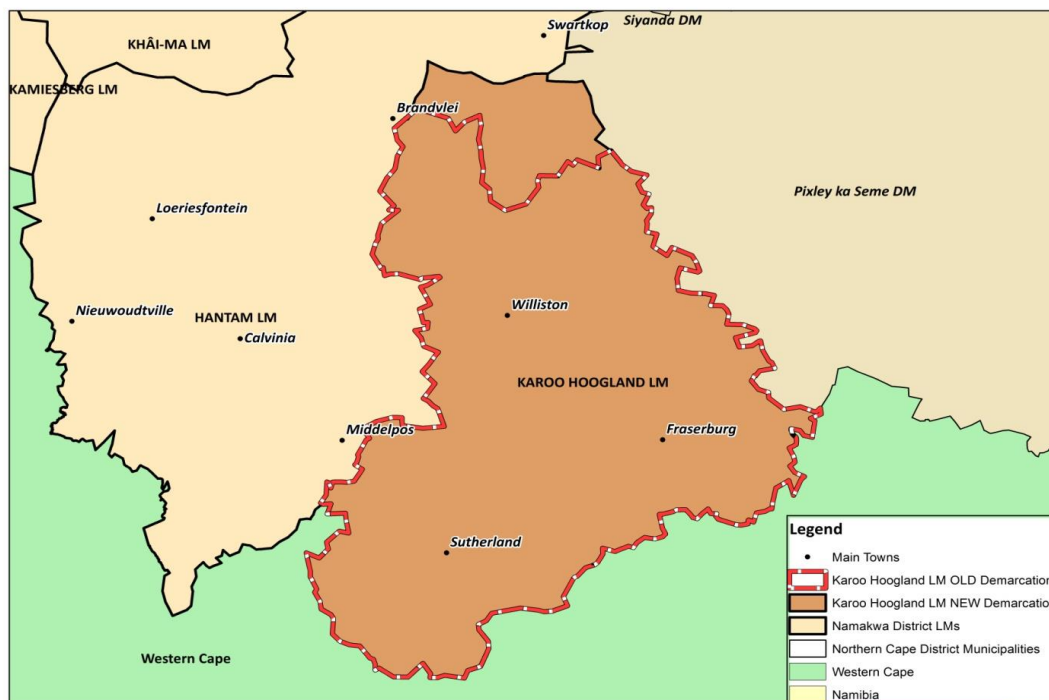 Swartkop
Siyanda DM
KHÂI-MA LM
KAMIESBERG LM
Brandvlei
Pixley ka Seme DM
Loeriesfontein
Nieuwoudtville
HANTAM LM
Williston
Calvinia
KAROO HOOGLAND LM
Middelpos
Fraserburg
Sutherland
Western Cape
Legend
Main Towns
Karoo Hoogland LM OLD Demarcation
Karoo Hoogland LM NEW Demarcatio
Namakwa District LMs
Northern Cape District Municipalities
Western Cape
Namibia